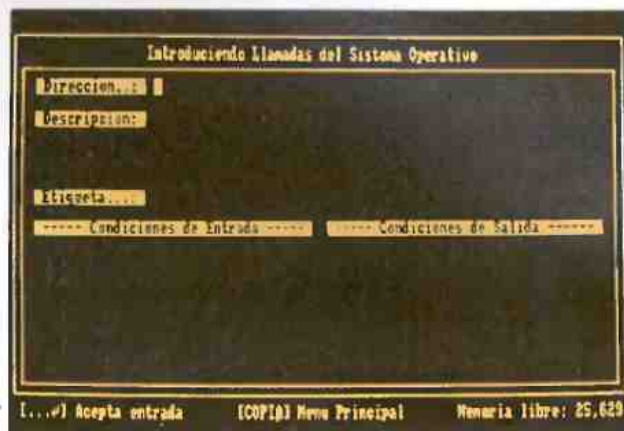 Introduciendo Llamadas del Sistema Operativo
Direccion..:
Descripcion:
Etiqueta...:
----- Condiciones de Entrada -----
----- Condiciones de Salida ------
[...↵] Acepta entrada
[COPIA] Menu Principal
Memoria libre: 25,629